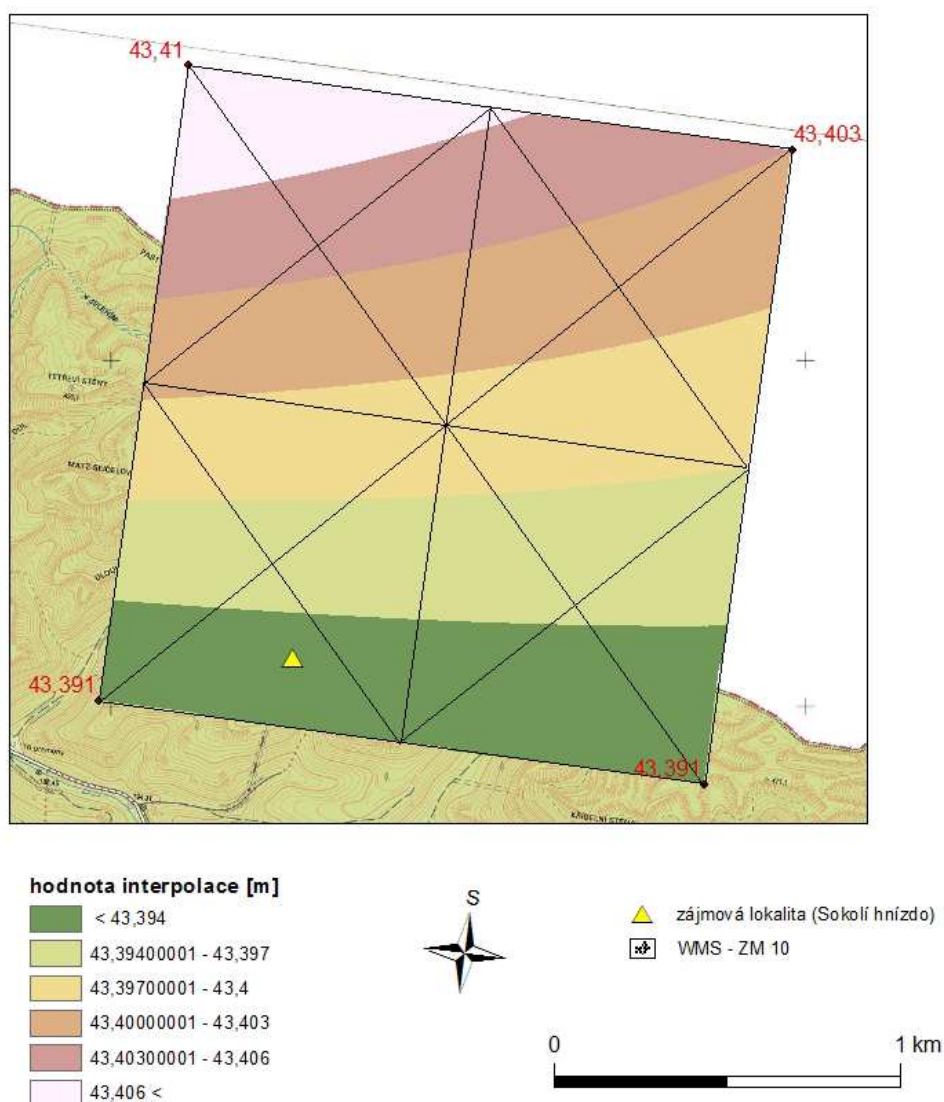 43,41
43,403
TETŘEVÍ STĚNY
43,391
43,391
hodnota interpolace [m]
< 43,394
43,39400001 - 43,397
43,39700001 - 43,4
43,40000001 - 43,403
43,40300001 - 43,406
43,406 <
S
zájmová lokalita (Sokolí hnízdo)
WMS - ZM 10
0
1 km